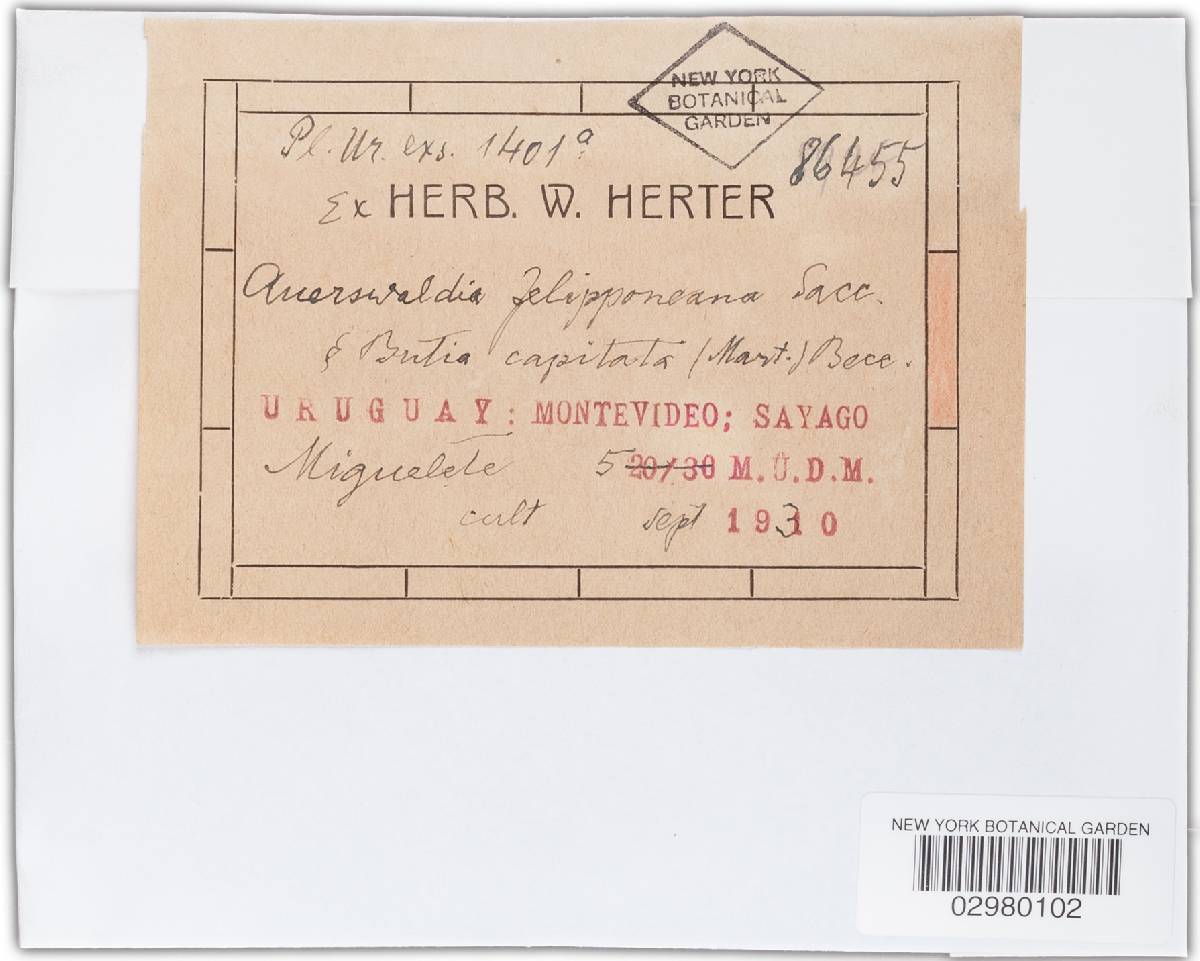 NEW YORK
BOTANICAL
GARDEN
Pl. Ur. exs. 1401a
86455
Ex HERB. W. HERTER
Auerswaldia Felipponeana Sacc.
& Butia capitata (Mart.) Becc.
URUGUAY: MONTEVIDEO; SAYAGO
Miguelete 5 20/30 M.Ü.D.M.
cult sept 1930
NEW YORK BOTANICAL GARDEN
02980102